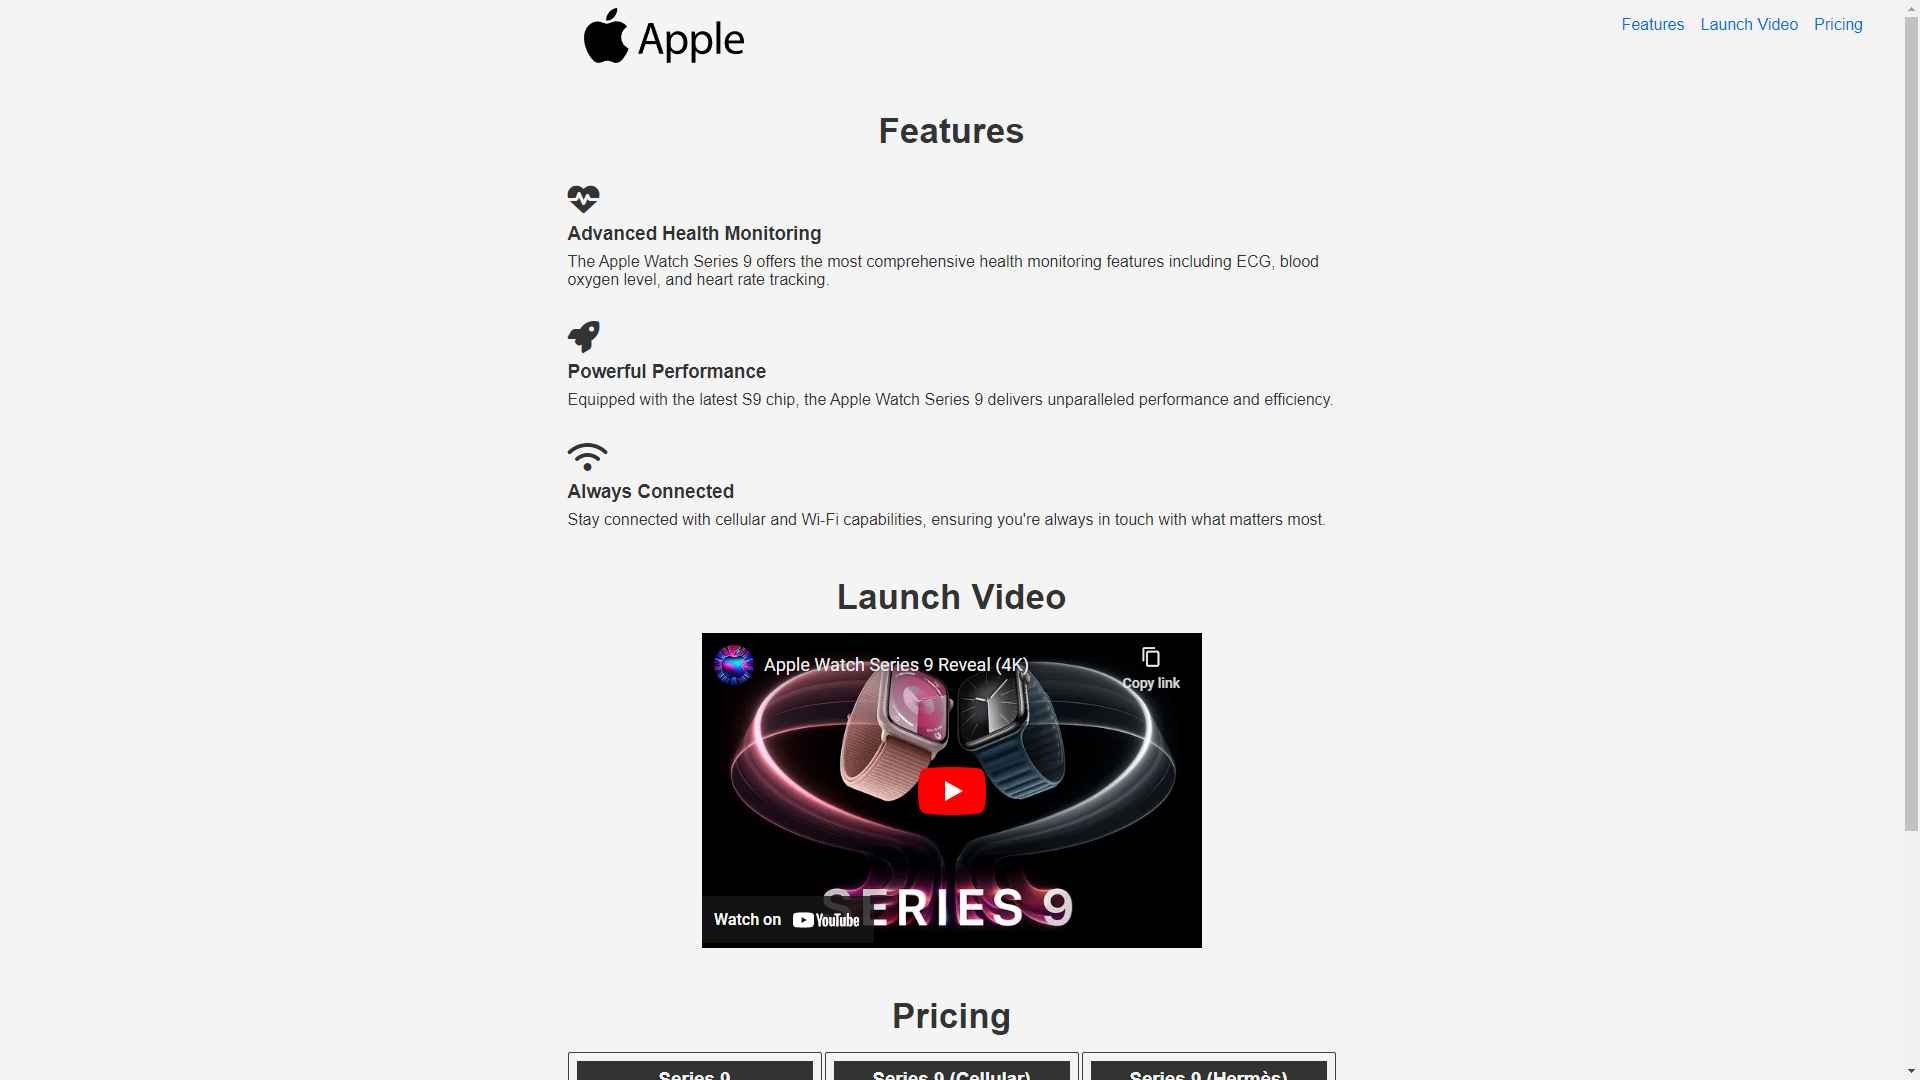 Apple
Features
Launch Video
Pricing
Features
Advanced Health Monitoring
The Apple Watch Series 9 offers the most comprehensive health monitoring features including ECG, blood
oxygen level, and heart rate tracking.
Powerful Performance
Equipped with the latest S9 chip, the Apple Watch Series 9 delivers unparalleled performance and efficiency.
Always Connected
Stay connected with cellular and Wi-Fi capabilities, ensuring you're always in touch with what matters most.
Launch Video
Apple Watch Series 9 Reveal (4K)
Copy link
SERIES 9
Watch on YouTube
Pricing
Series 9
Series 9 (Cellular)
Series 9 (Hermès)